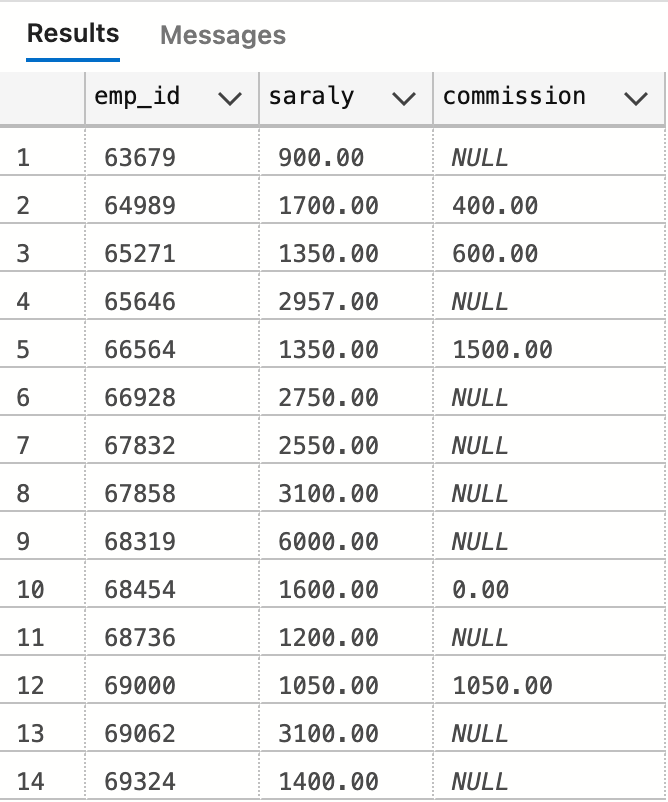 Results Messages
emp_id saraly commission
1 63679 900.00 NULL
2 64989 1700.00 400.00
3 65271 1350.00 600.00
4 65646 2957.00 NULL
5 66564 1350.00 1500.00
6 66928 2750.00 NULL
7 67832 2550.00 NULL
8 67858 3100.00 NULL
9 68319 6000.00 NULL
10 68454 1600.00 0.00
11 68736 1200.00 NULL
12 69000 1050.00 1050.00
13 69062 3100.00 NULL
14 69324 1400.00 NULL